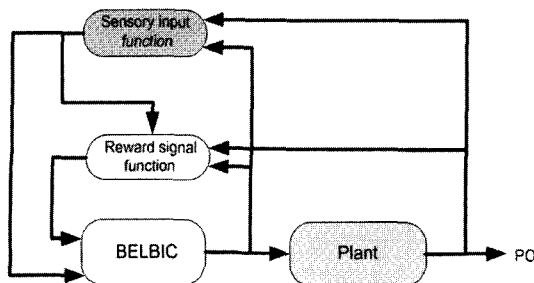 Sensory input
function
Reward signal
function
BELBIC
Plant
PO